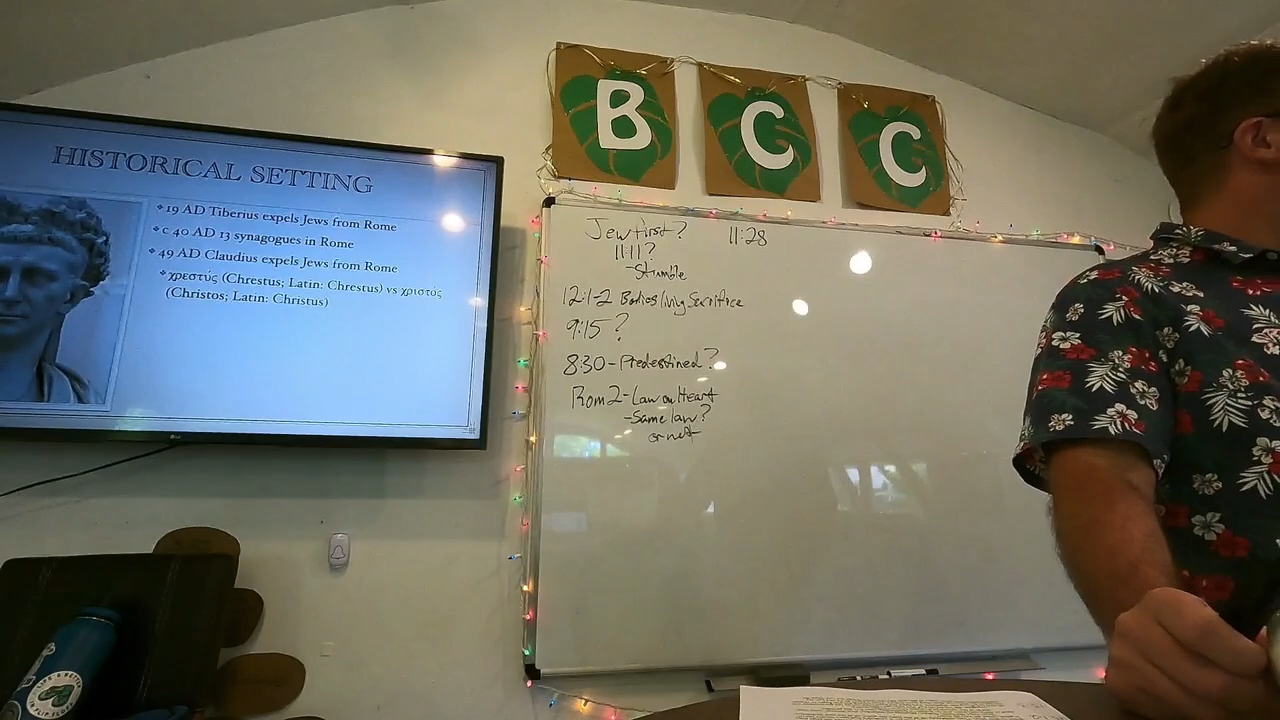 HISTORICAL SETTING
19 AD Tiberius expels Jews from Rome
c 40 AD 13 synagogues in Rome
49 AD Claudius expels Jews from Rome
χρεστύς (Chrestus; Latin: Chrestus) vs χριστός
(Christos; Latin: Christus)
B C C
Jew first? 11:28
11:11?
-Stumble
12:1-2 Bodies living Sacrifice
9:15?
8:30-Predestined?
Rom 2-Law on Heart
-Same law?
or not